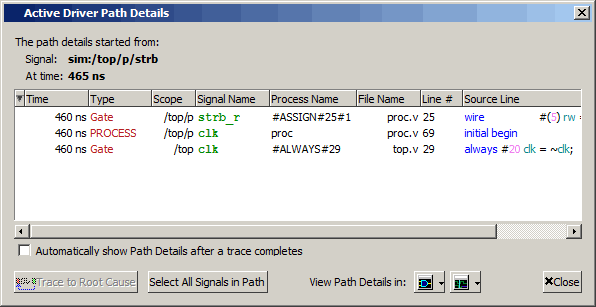 Active Driver Path Details
The path details started from:
Signal: sim:/top/p/strb
At time: 465 ns
Time Type Scope Signal Name Process Name File Name Line # Source Line
460 ns Gate /top/p strb_r #ASSIGN#25#1 proc.v 25 wire #(5) rw =
460 ns PROCESS /top/p clk proc proc.v 69 initial begin
460 ns Gate /top clk #ALWAYS#29 top.v 29 always #20 clk = ~clk;
Automatically show Path Details after a trace completes
Trace to Root Cause Select All Signals in Path View Path Details in: Close